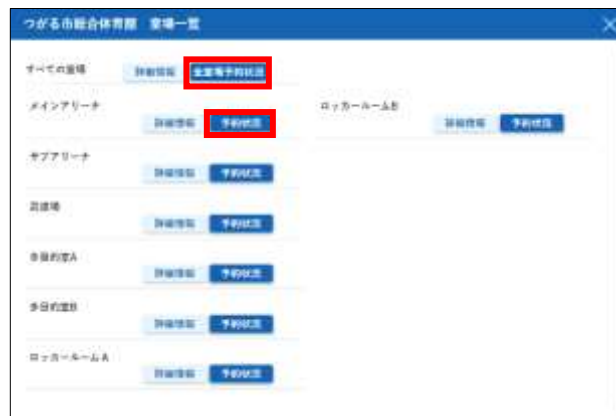 つがる市総合体育館 室場一覧
すべての室場 詳細情報 全室場予約状況
メインアリーナ
詳細情報 予約状況
サブアリーナ
詳細情報 予約状況
武道場
詳細情報 予約状況
多目的室A
詳細情報 予約状況
多目的室B
詳細情報 予約状況
ロッカールームA
詳細情報 予約状況
ロッカールームB
詳細情報 予約状況